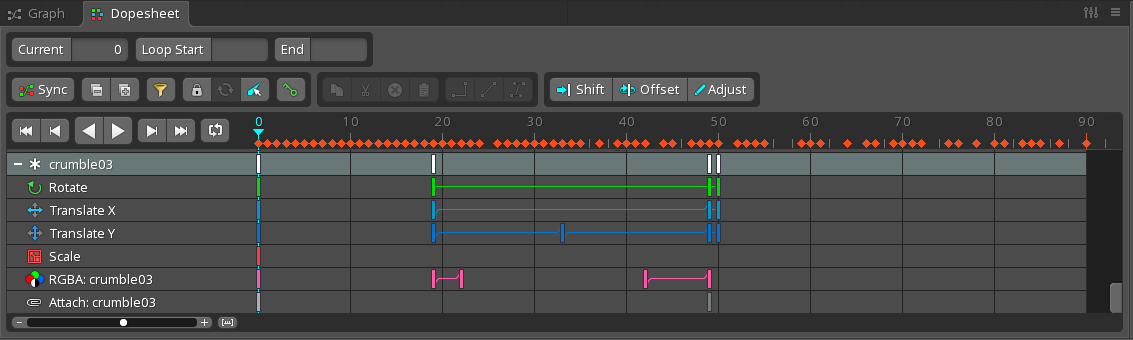 Graph Dopesheet
Current 0 Loop Start End
Sync Shift Offset Adjust
0 10 20 30 40 50 60 70 80 90
crumble03
Rotate
Translate X
Translate Y
Scale
RGBA: crumble03
Attach: crumble03